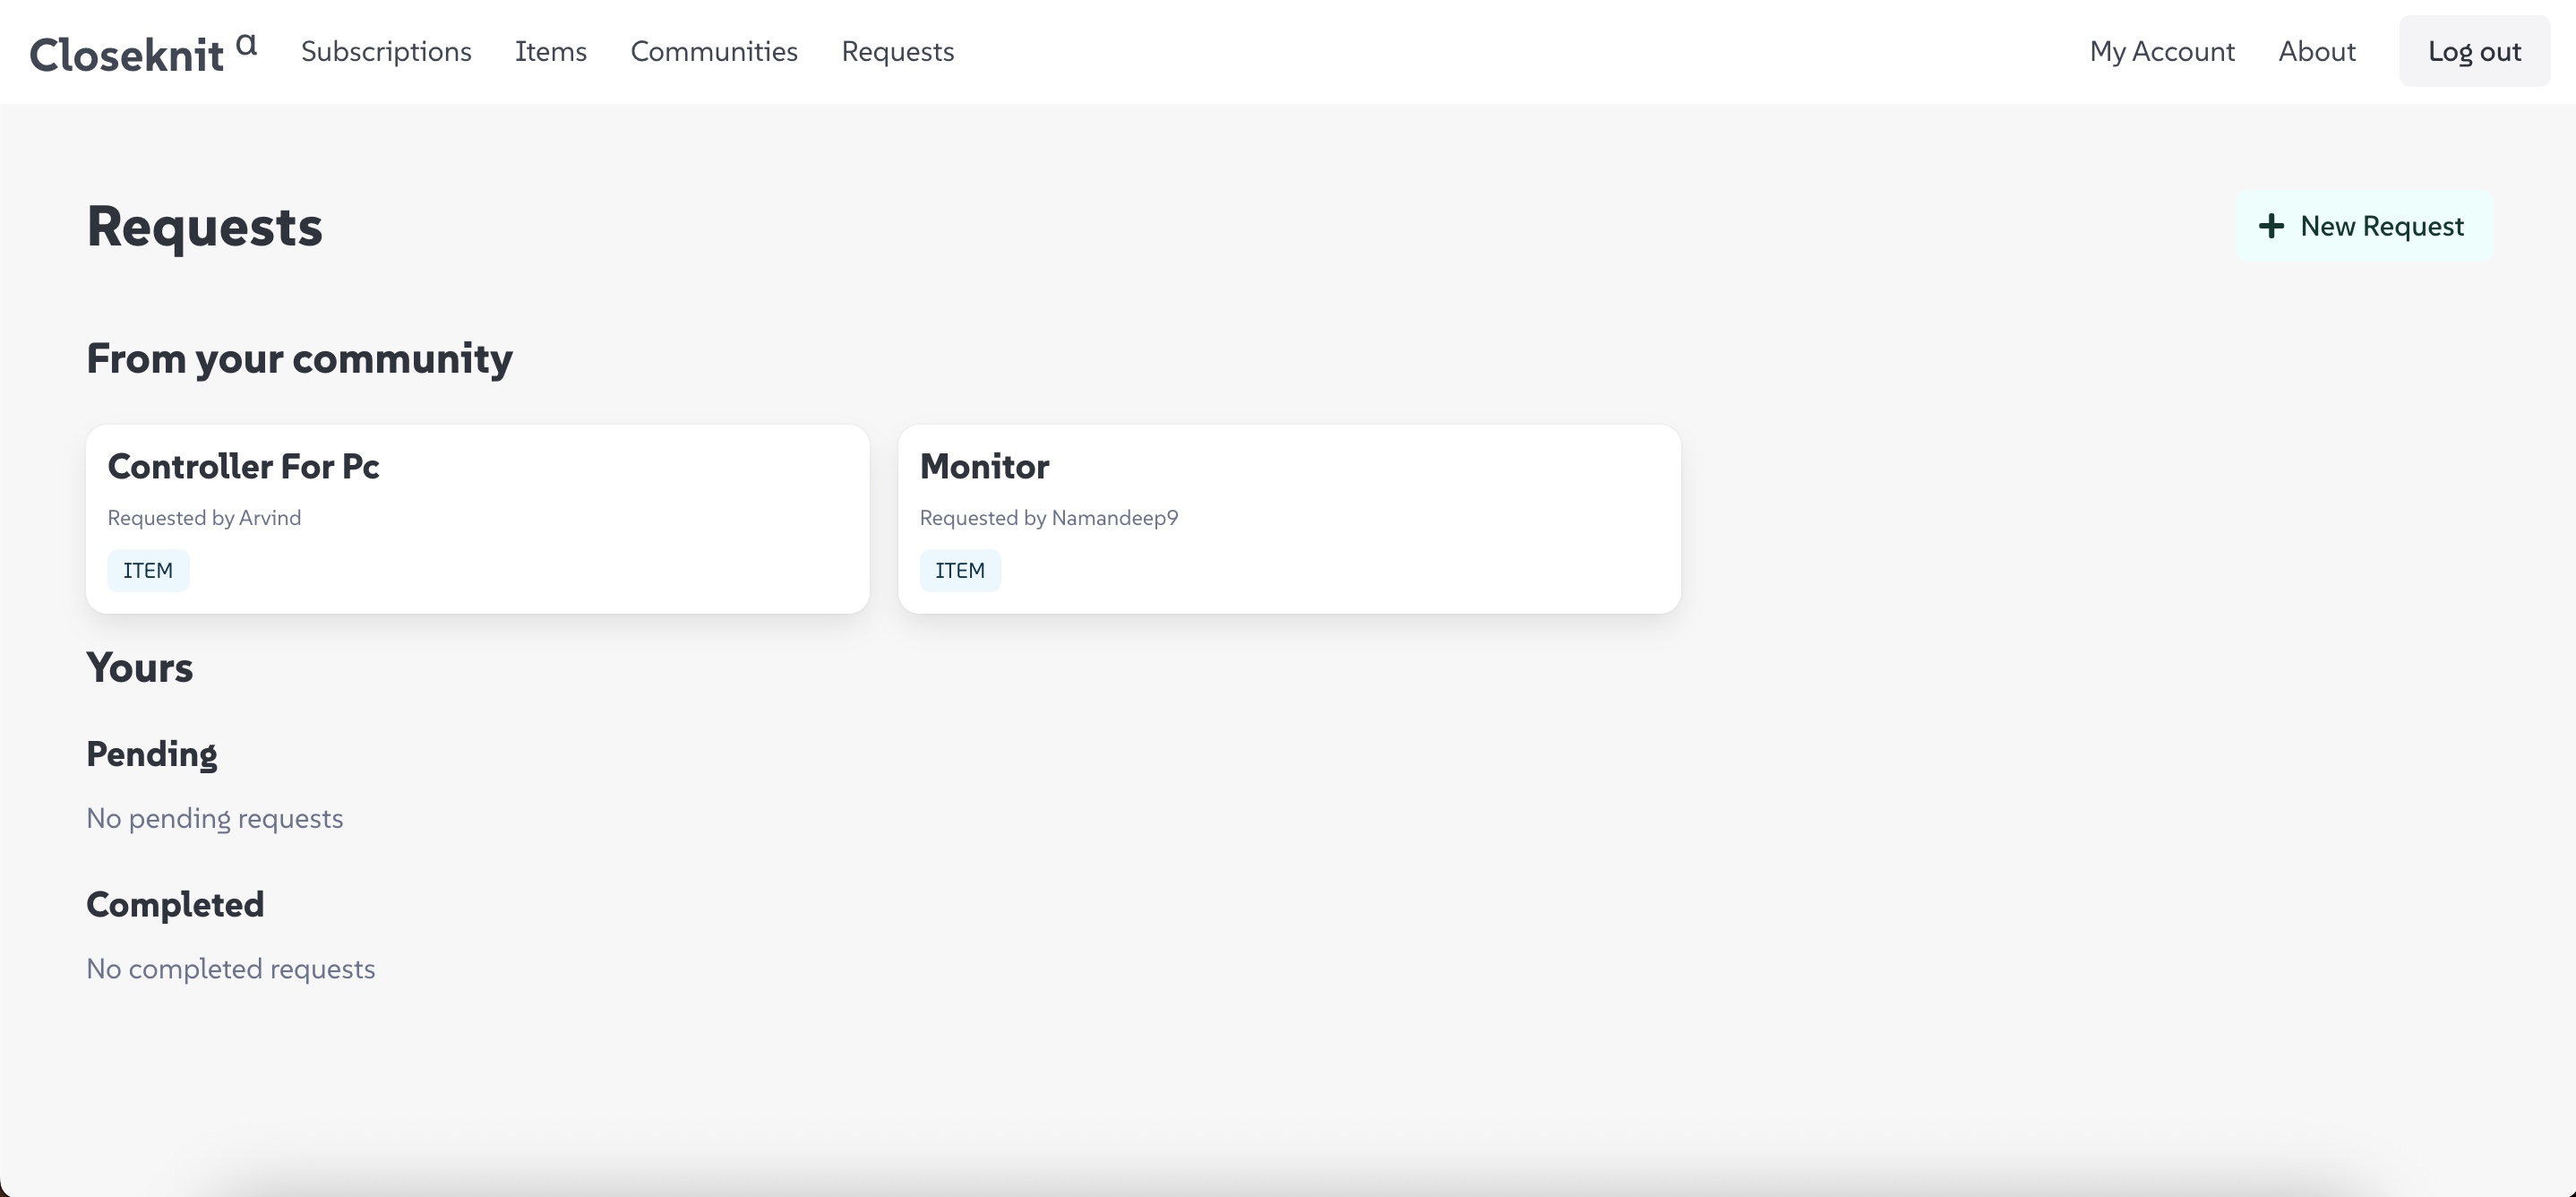 Closeknit α Subscriptions Items Communities Requests My Account About Log out
Requests
+ New Request
From your community
Controller For Pc
Requested by Arvind
ITEM
Monitor
Requested by Namandeep9
ITEM
Yours
Pending
No pending requests
Completed
No completed requests